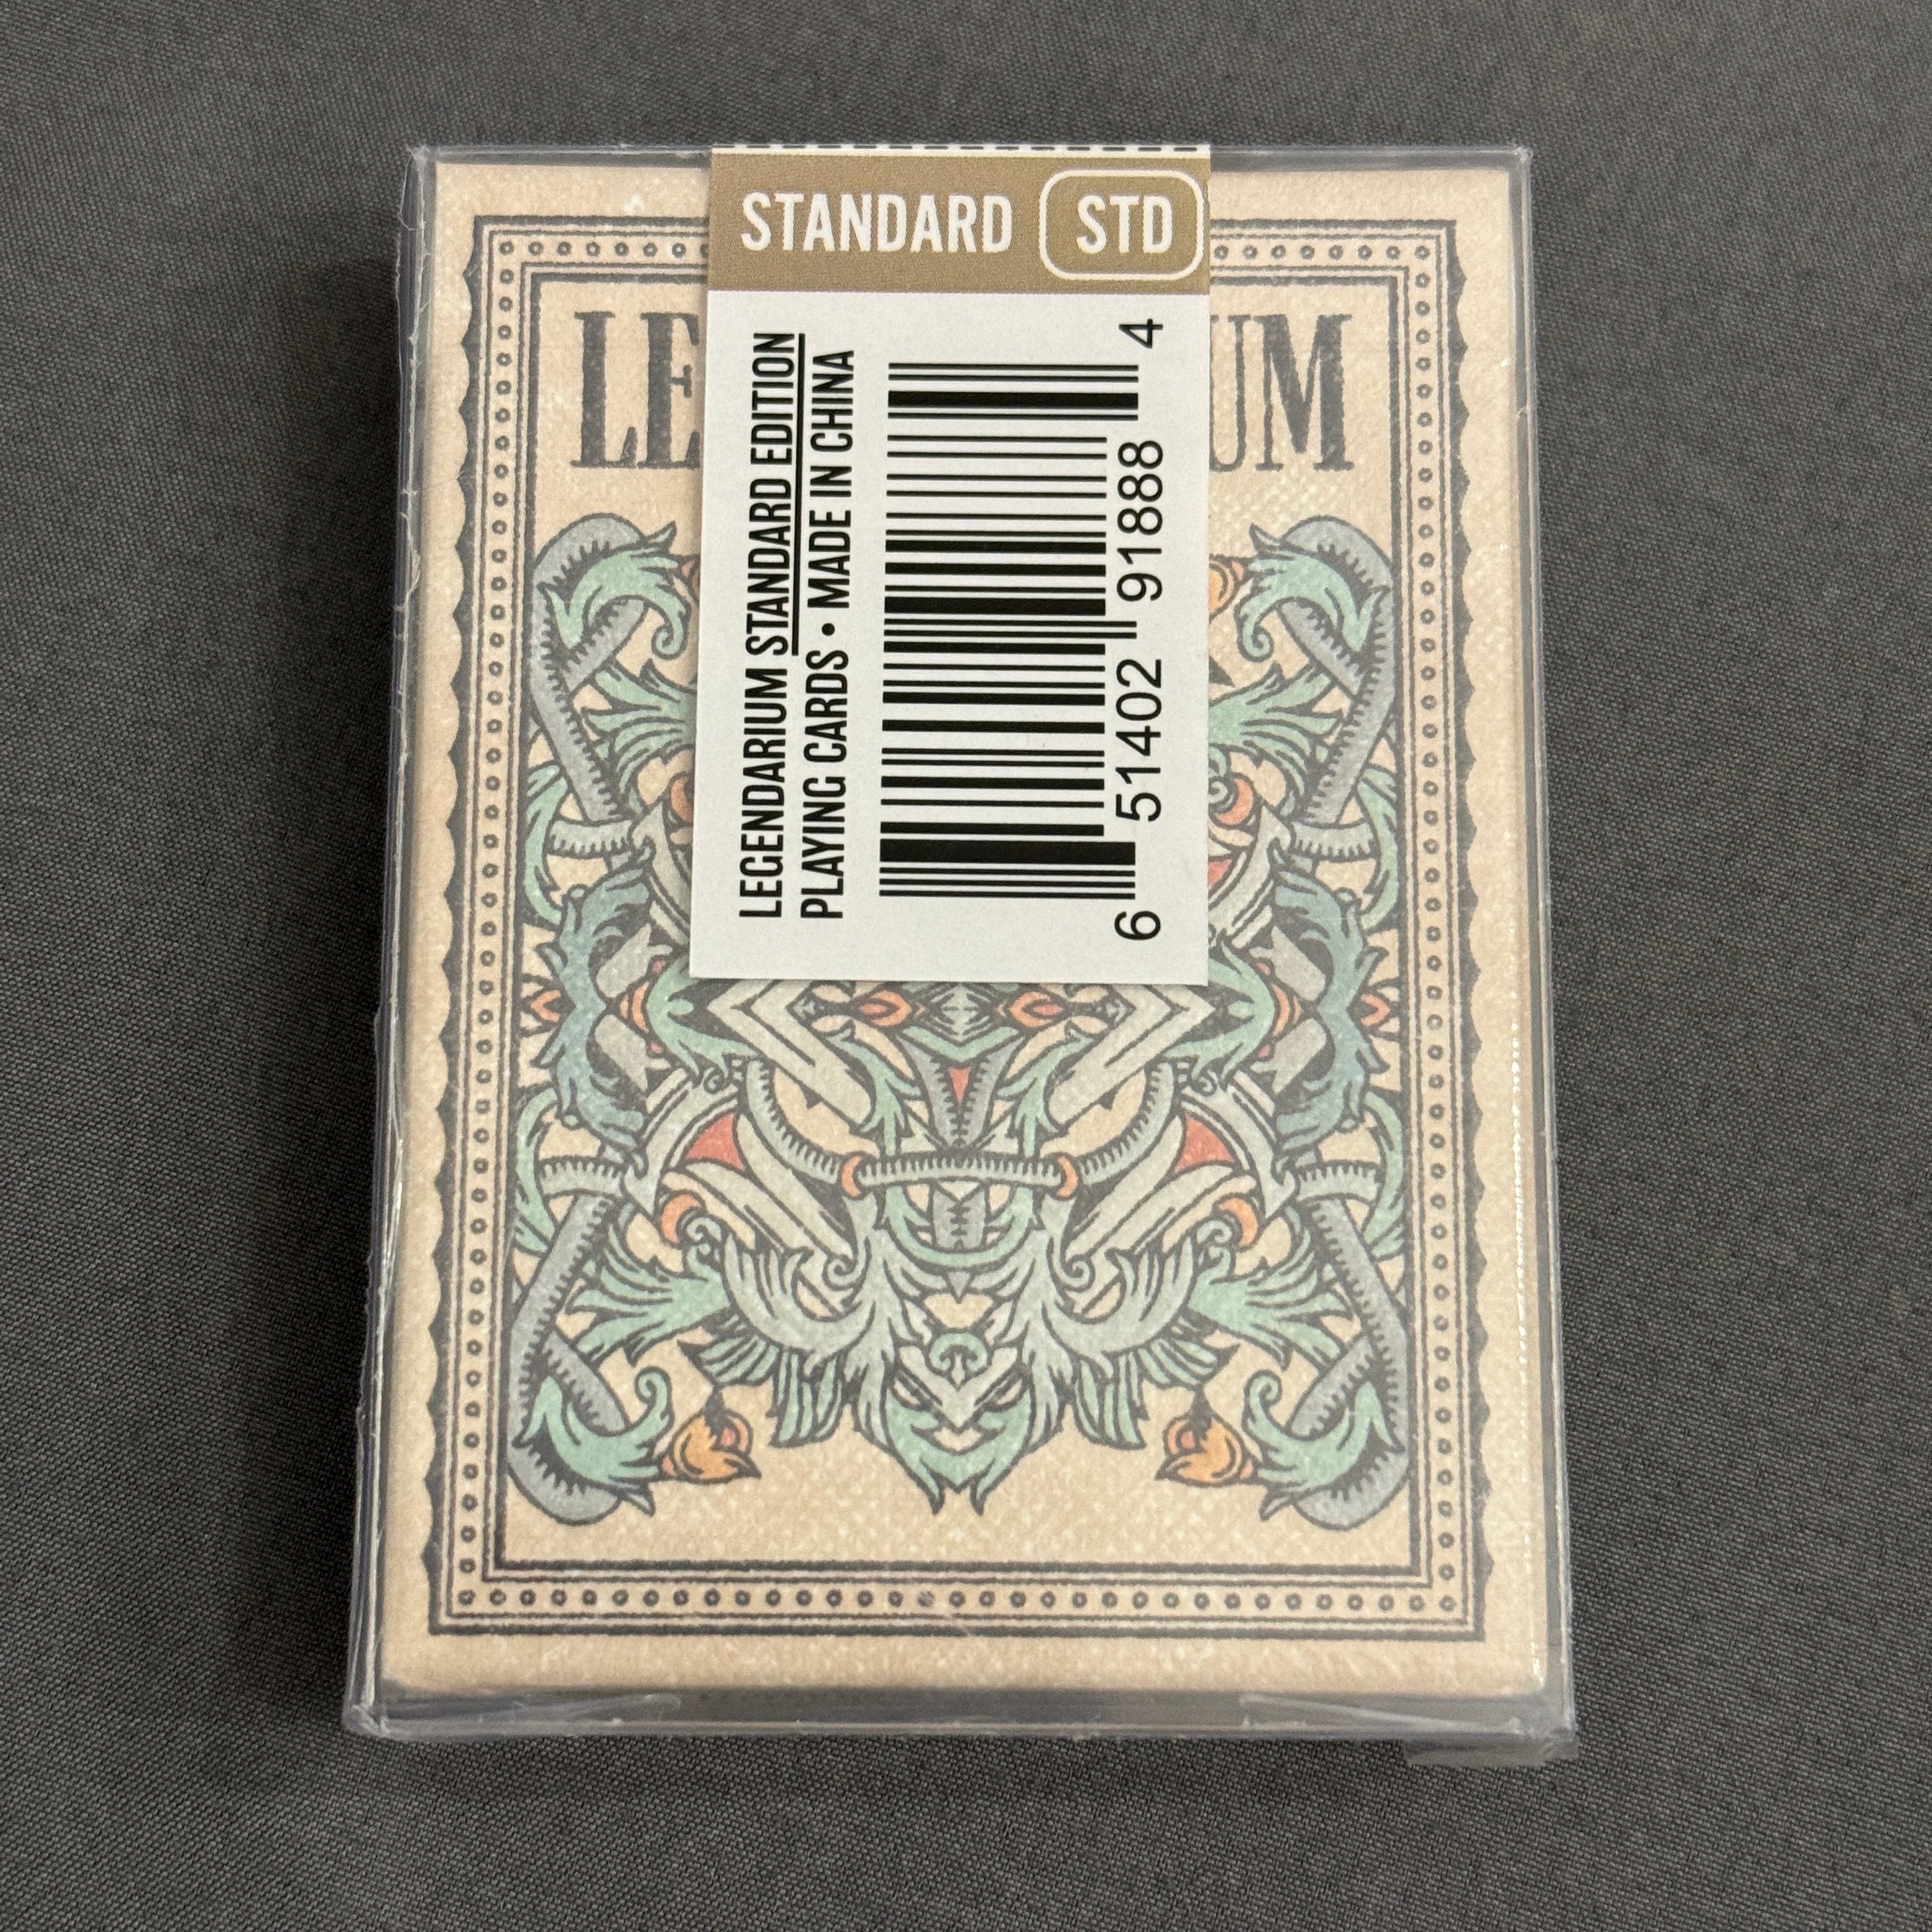 STANDARD STD
LE UM
LEGENDARIUM STANDARD EDITION
PLAYING CARDS • MADE IN CHINA
6 51402 91888 4